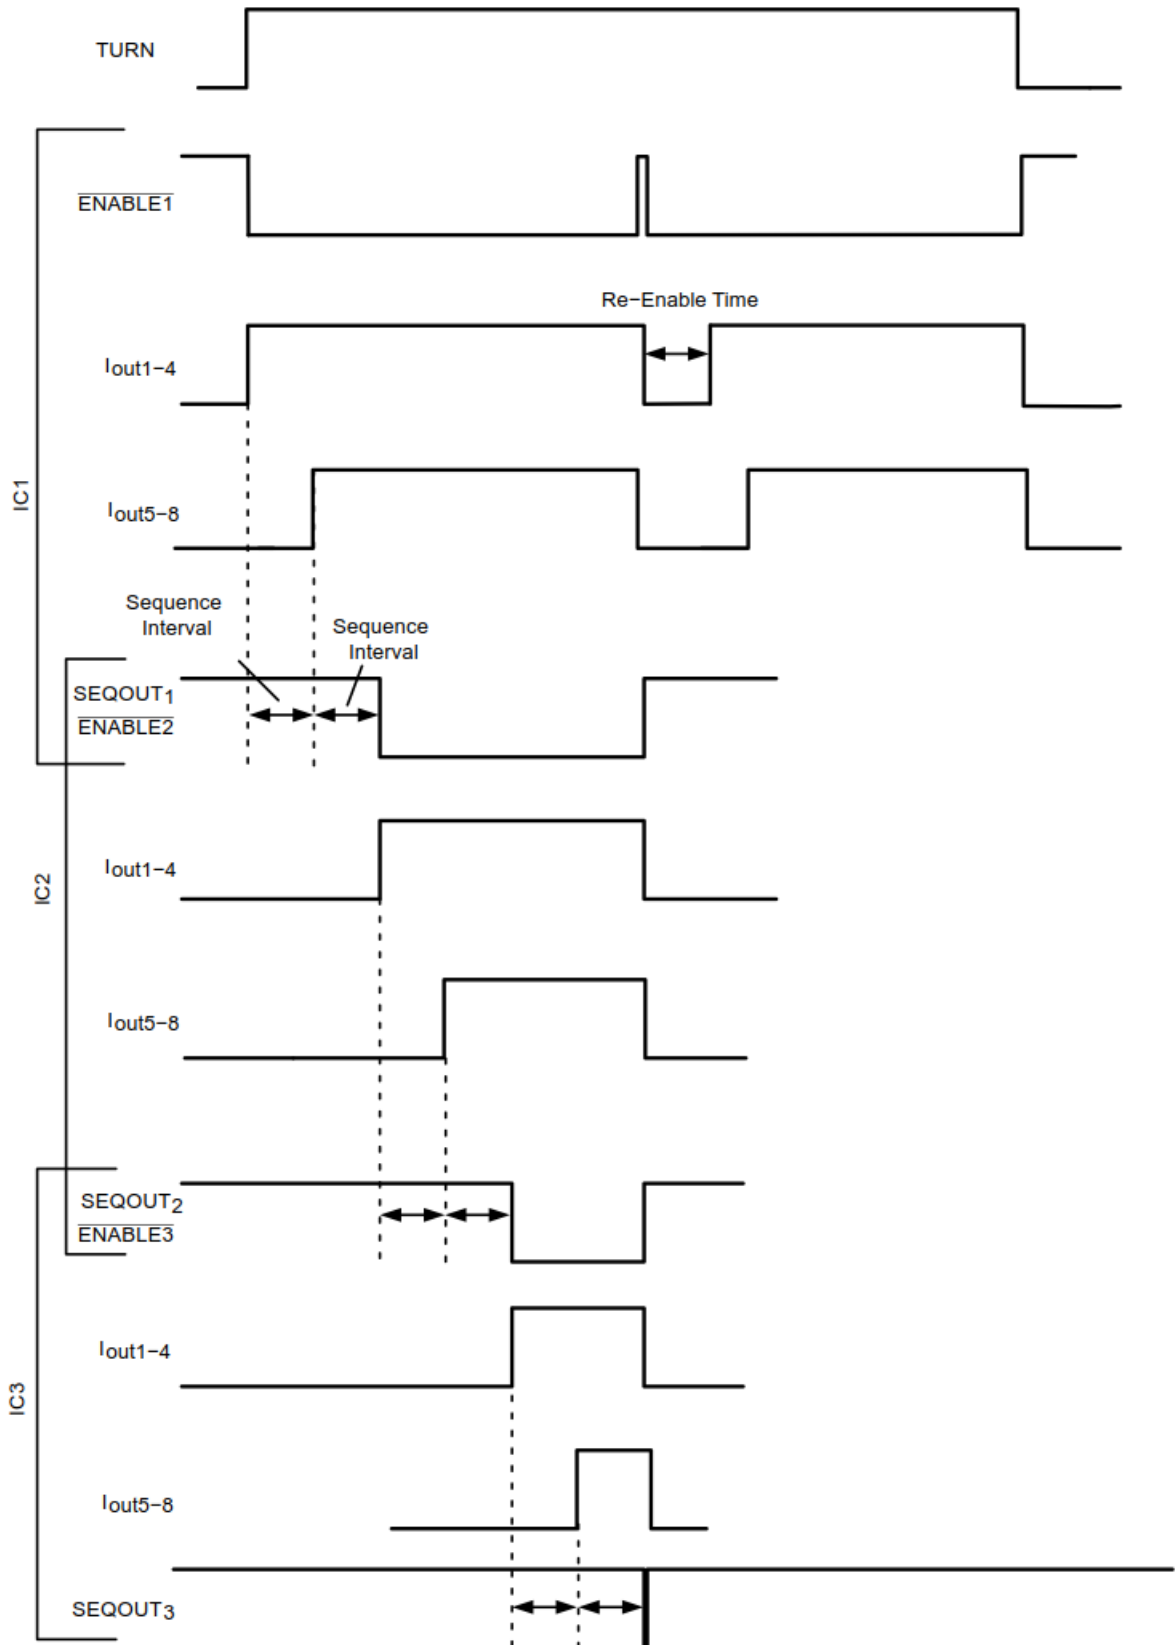 TURN
ENABLE1
Re−Enable Time
Iout1−4
IC1
Iout5−8
Sequence
Interval
Sequence
Interval
SEQOUT1
ENABLE2
Iout1−4
IC2
Iout5−8
SEQOUT2
ENABLE3
Iout1−4
IC3
Iout5−8
SEQOUT3